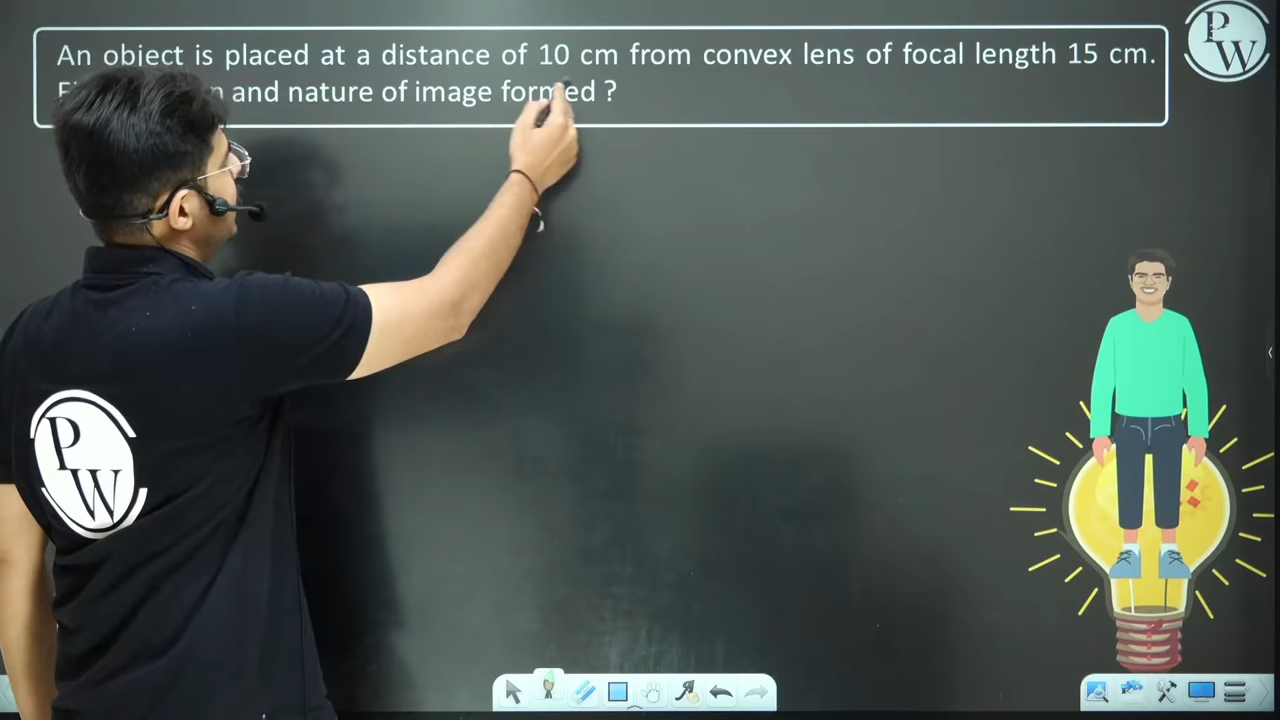 An object is placed at a distance of 10 cm from convex lens of focal length 15 cm.
and nature of image formed ?
P
W
P
W